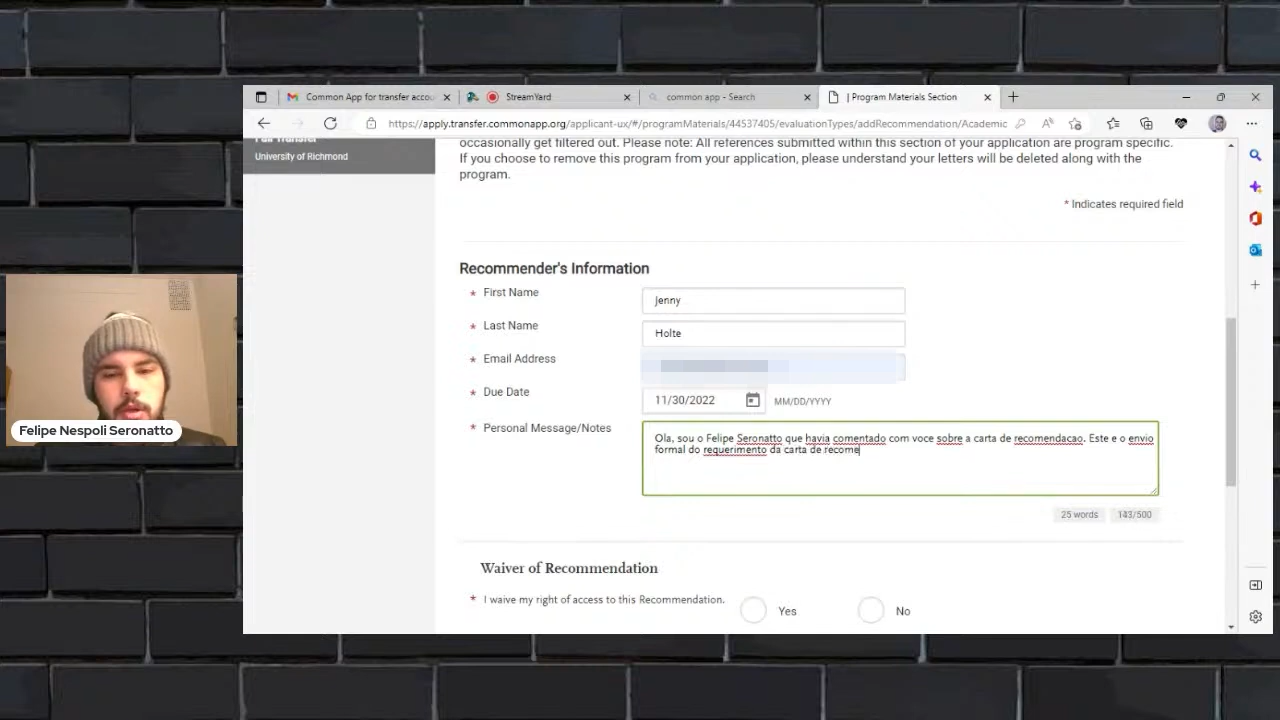 Common App for transfer accou
StreamYard
common app - Search
| Program Materials Section
https://apply.transfer.commonapp.org/applicant-ux/#/programMaterials/44537405/evaluationTypes/addRecommendation/Academic
University of Richmond
occasionally get filtered out. Please note: All references submitted within this section of your application are program specific.
If you choose to remove this program from your application, please understand your letters will be deleted along with the
program.
* Indicates required field
Recommender's Information
* First Name
Jenny
* Last Name
Holte
* Email Address
* Due Date
11/30/2022
MM/DD/YYYY
* Personal Message/Notes
Ola, sou o Felipe Seronatto que havia comentado com voce sobre a carta de recomendacao. Este e o envio
formal do requerimento da carta de recome
25 words
143/500
Waiver of Recommendation
* I waive my right of access to this Recommendation.
Yes
No
Felipe Nespoli Seronatto